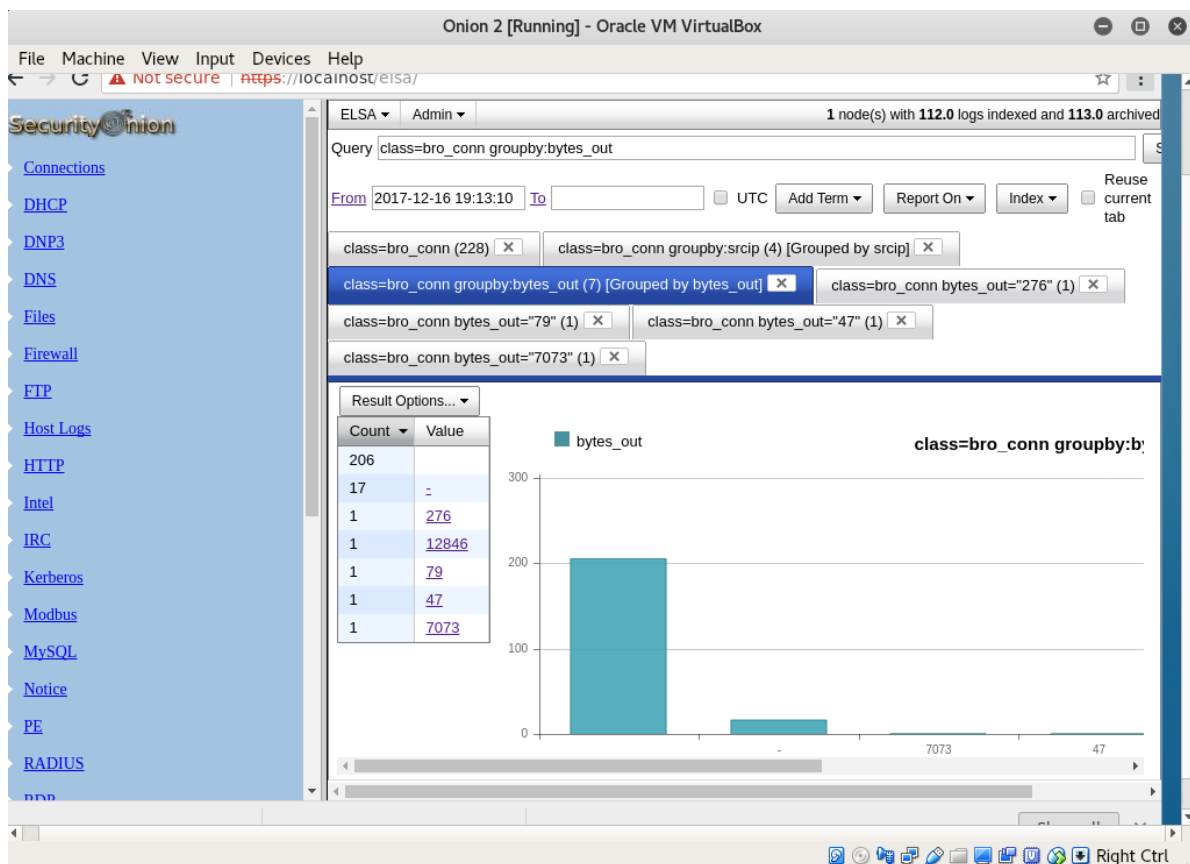 Onion 2 [Running] - Oracle VM VirtualBox
File Machine View Input Devices Help
Not secure | https://localhost/elsa/
SecurityOnion
Connections
DHCP
DNP3
DNS
Files
Firewall
FTP
Host Logs
HTTP
Intel
IRC
Kerberos
Modbus
MySQL
Notice
PE
RADIUS
RDP
ELSA Admin 1 node(s) with 112.0 logs indexed and 113.0 archived
Query class=bro_conn groupby:bytes_out S
From 2017-12-16 19:13:10 To UTC Add Term Report On Index Reuse current tab
class=bro_conn (228) class=bro_conn groupby:srcip (4) [Grouped by srcip]
class=bro_conn groupby:bytes_out (7) [Grouped by bytes_out] class=bro_conn bytes_out="276" (1)
class=bro_conn bytes_out="79" (1) class=bro_conn bytes_out="47" (1)
class=bro_conn bytes_out="7073" (1)
Result Options...
Count Value
206
17 -
1 276
1 12846
1 79
1 47
1 7073
bytes_out
class=bro_conn groupby:by
300
200
100
0
- 7073 47
Right Ctrl